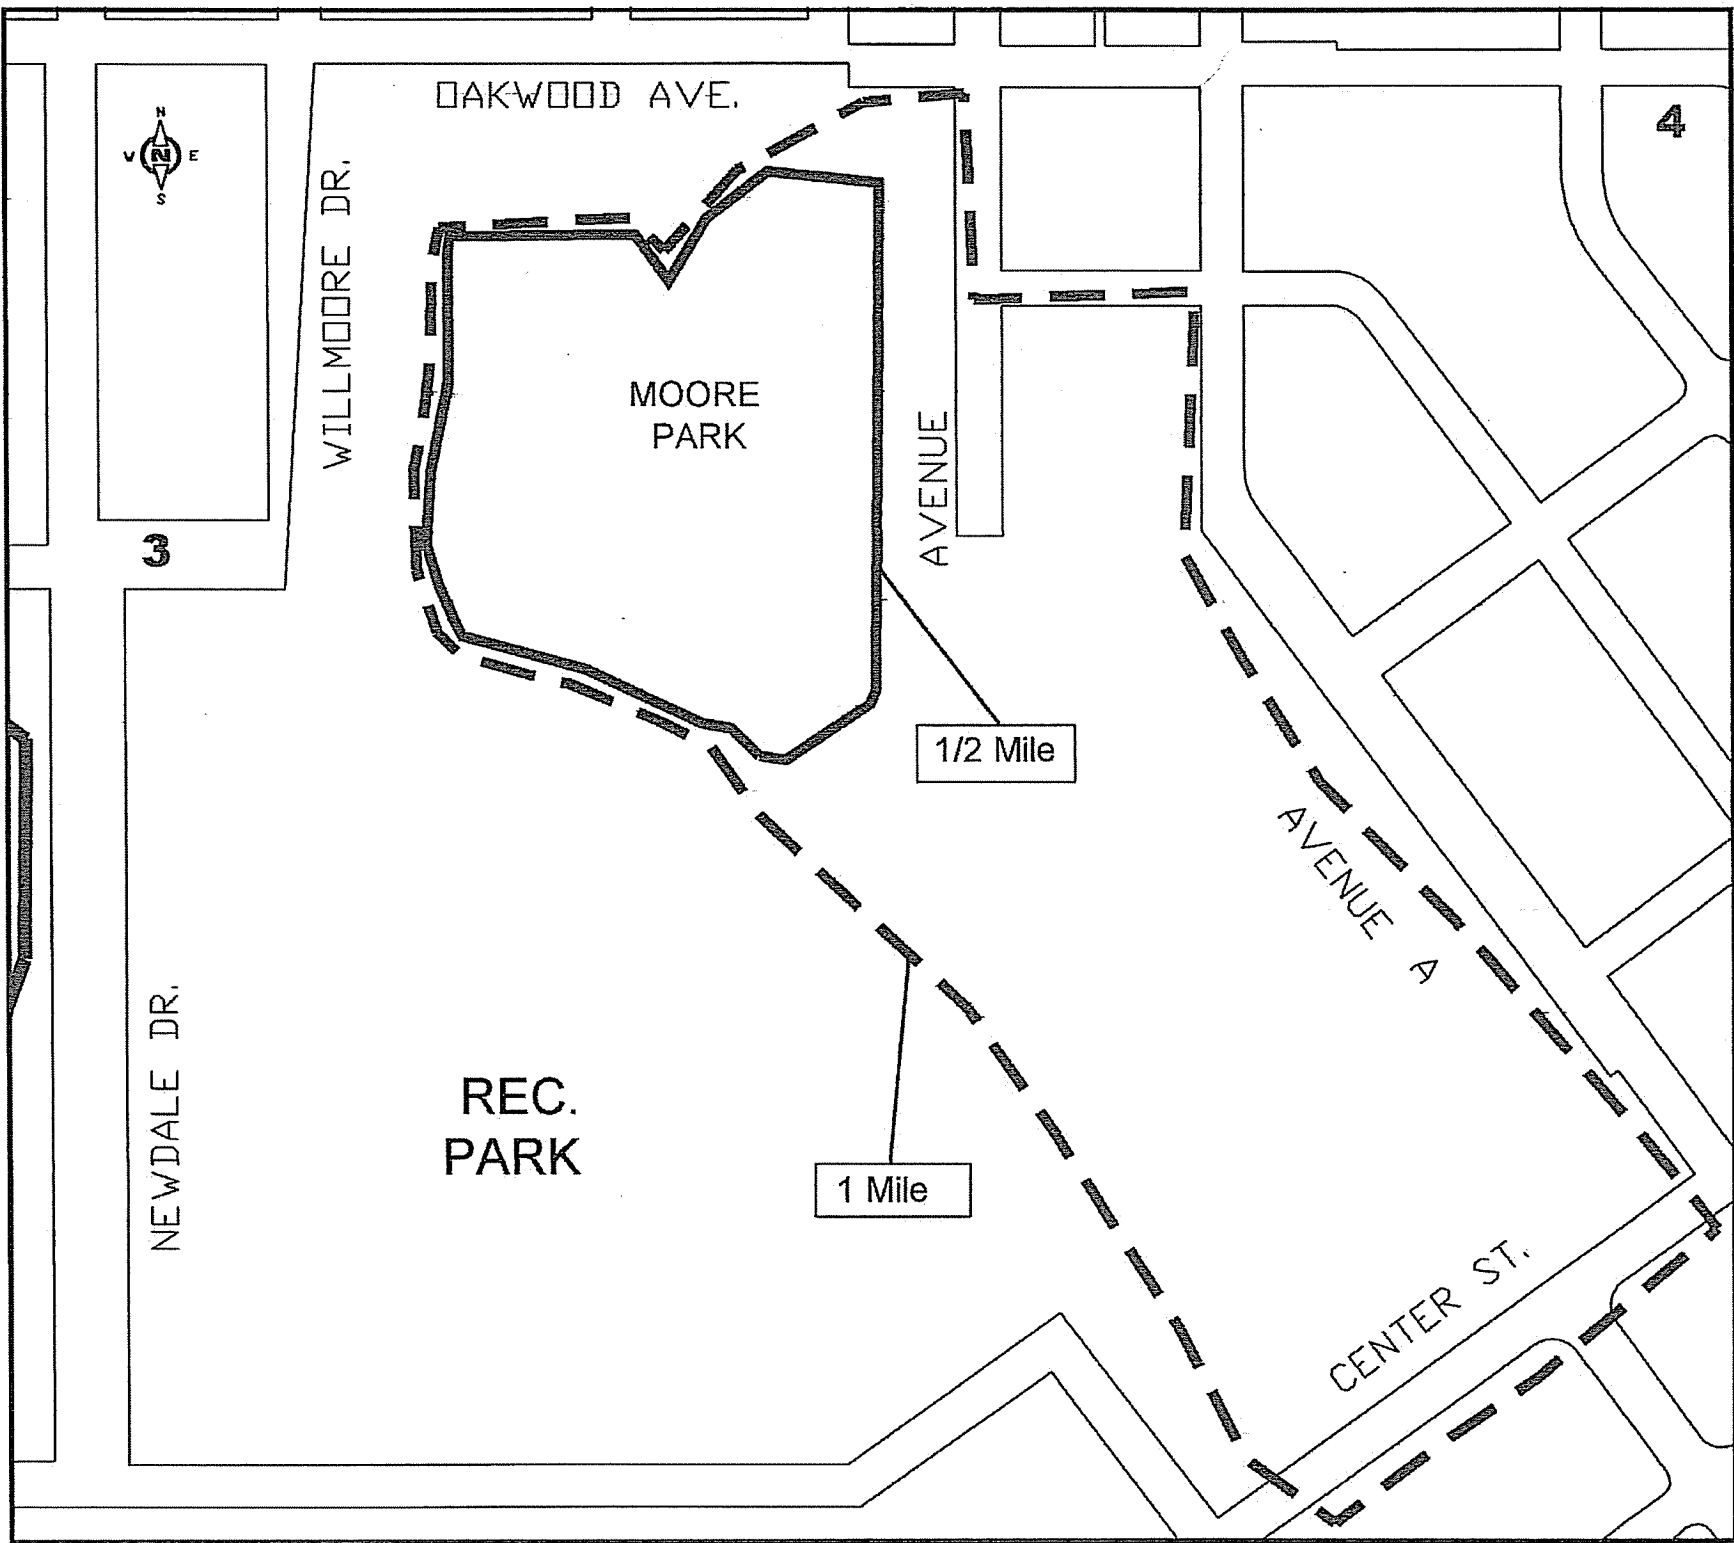 OAKWOOD AVE.
4
N
W N E
S
WILLMOORE DR.
MOORE
PARK
AVENUE
3
1/2 Mile
AVENUE A
NEWDALE DR.
REC.
PARK
1 Mile
CENTER ST.